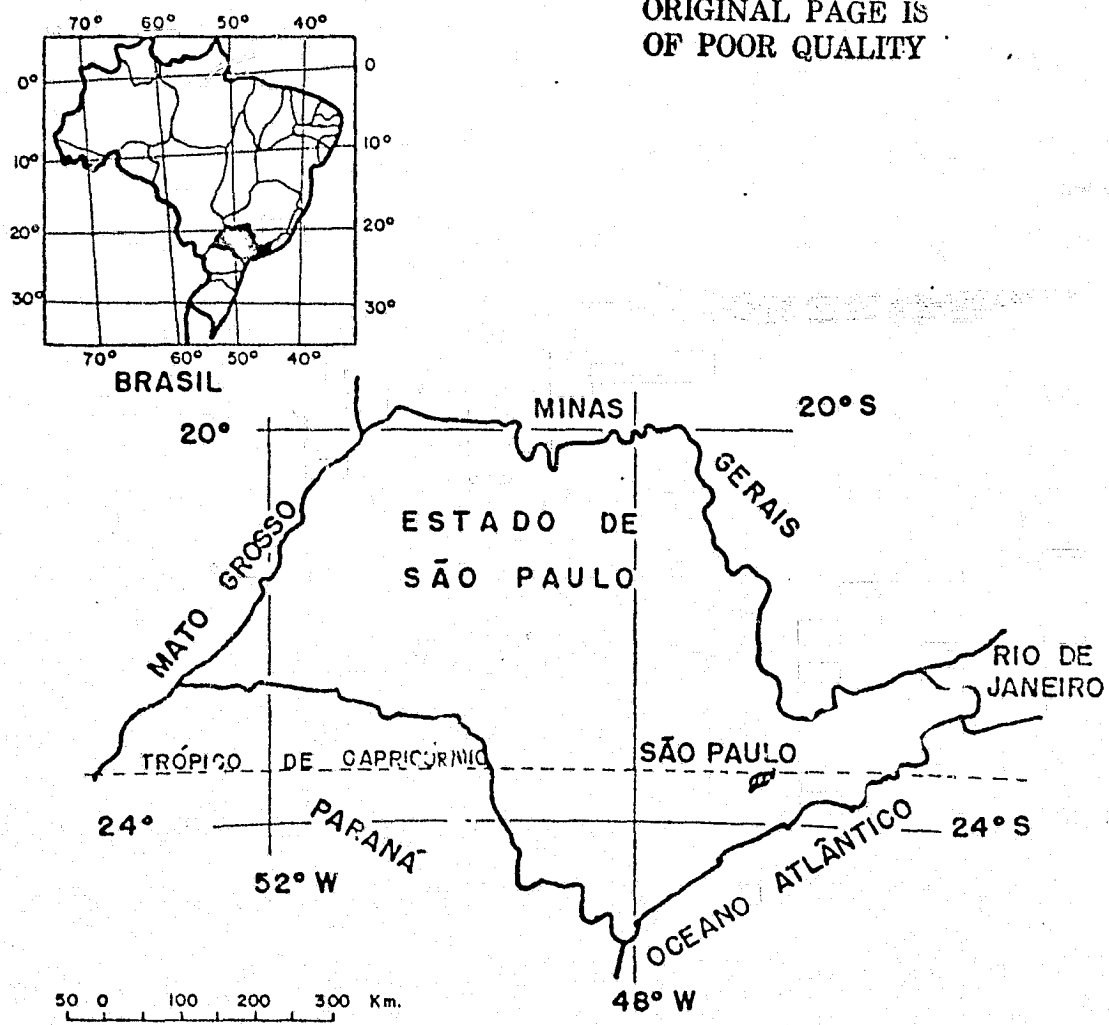 ORIGINAL PAGE IS
OF POOR QUALITY
70° 60° 50° 40°
0° 0
10° 10°
20° 20°
30° 30°
70° 60° 50° 40°
BRASIL
MINAS
20° 20° S
GERAIS
MATO GROSSO
ESTADO DE
SÃO PAULO
RIO DE
JANEIRO
SÃO PAULO
TRÓPICO DE CAPRICÓRNIO
24° 24° S
PARANÁ
52° W
OCEANO ATLÂNTICO
48° W
50 0 100 200 300 Km.